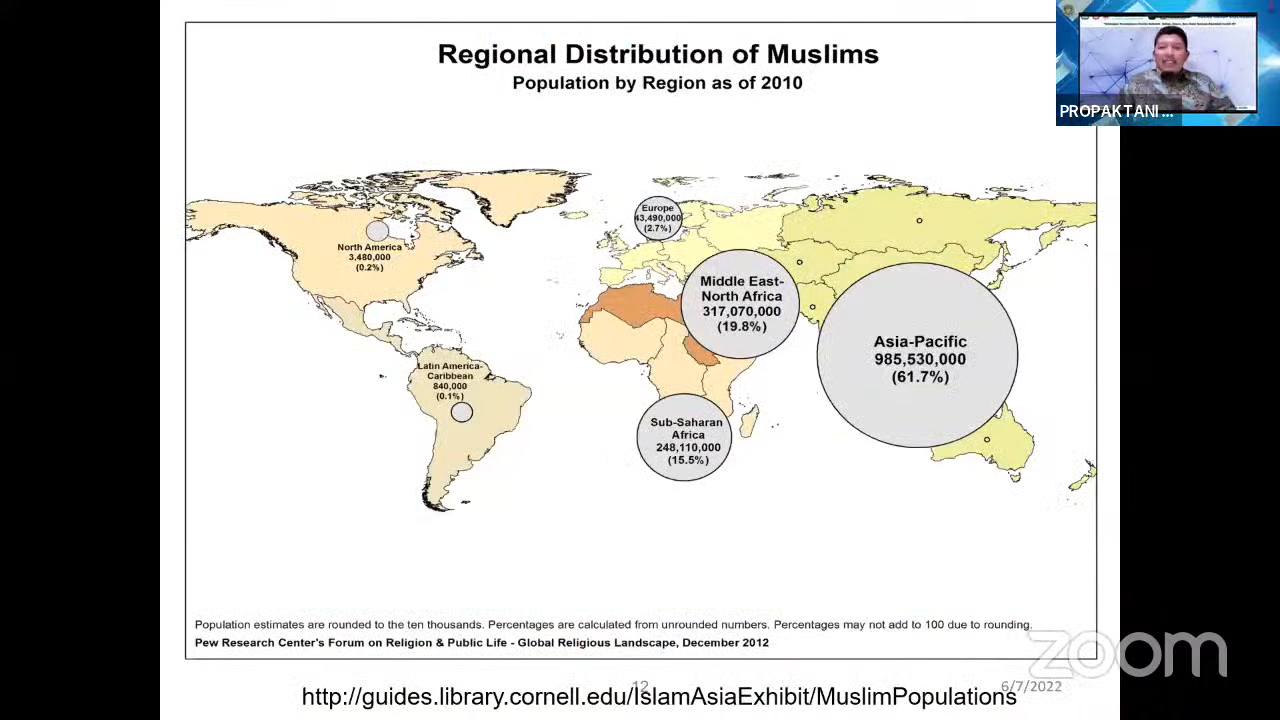 Regional Distribution of Muslims
Population by Region as of 2010
PROPAKTANI ...
Europe
43,490,000
(2.7%)
North America
3,480,000
(0.2%)
Middle East-
North Africa
317,070,000
(19.8%)
Asia-Pacific
985,530,000
(61.7%)
Latin America-
Caribbean
840,000
(0.1%)
Sub-Saharan
Africa
248,110,000
(15.5%)
Population estimates are rounded to the ten thousands. Percentages are calculated from unrounded numbers. Percentages may not add to 100 due to rounding.
Pew Research Center's Forum on Religion & Public Life - Global Religious Landscape, December 2012
zoom
12
6/7/2022
http://guides.library.cornell.edu/IslamAsiaExhibit/MuslimPopulations